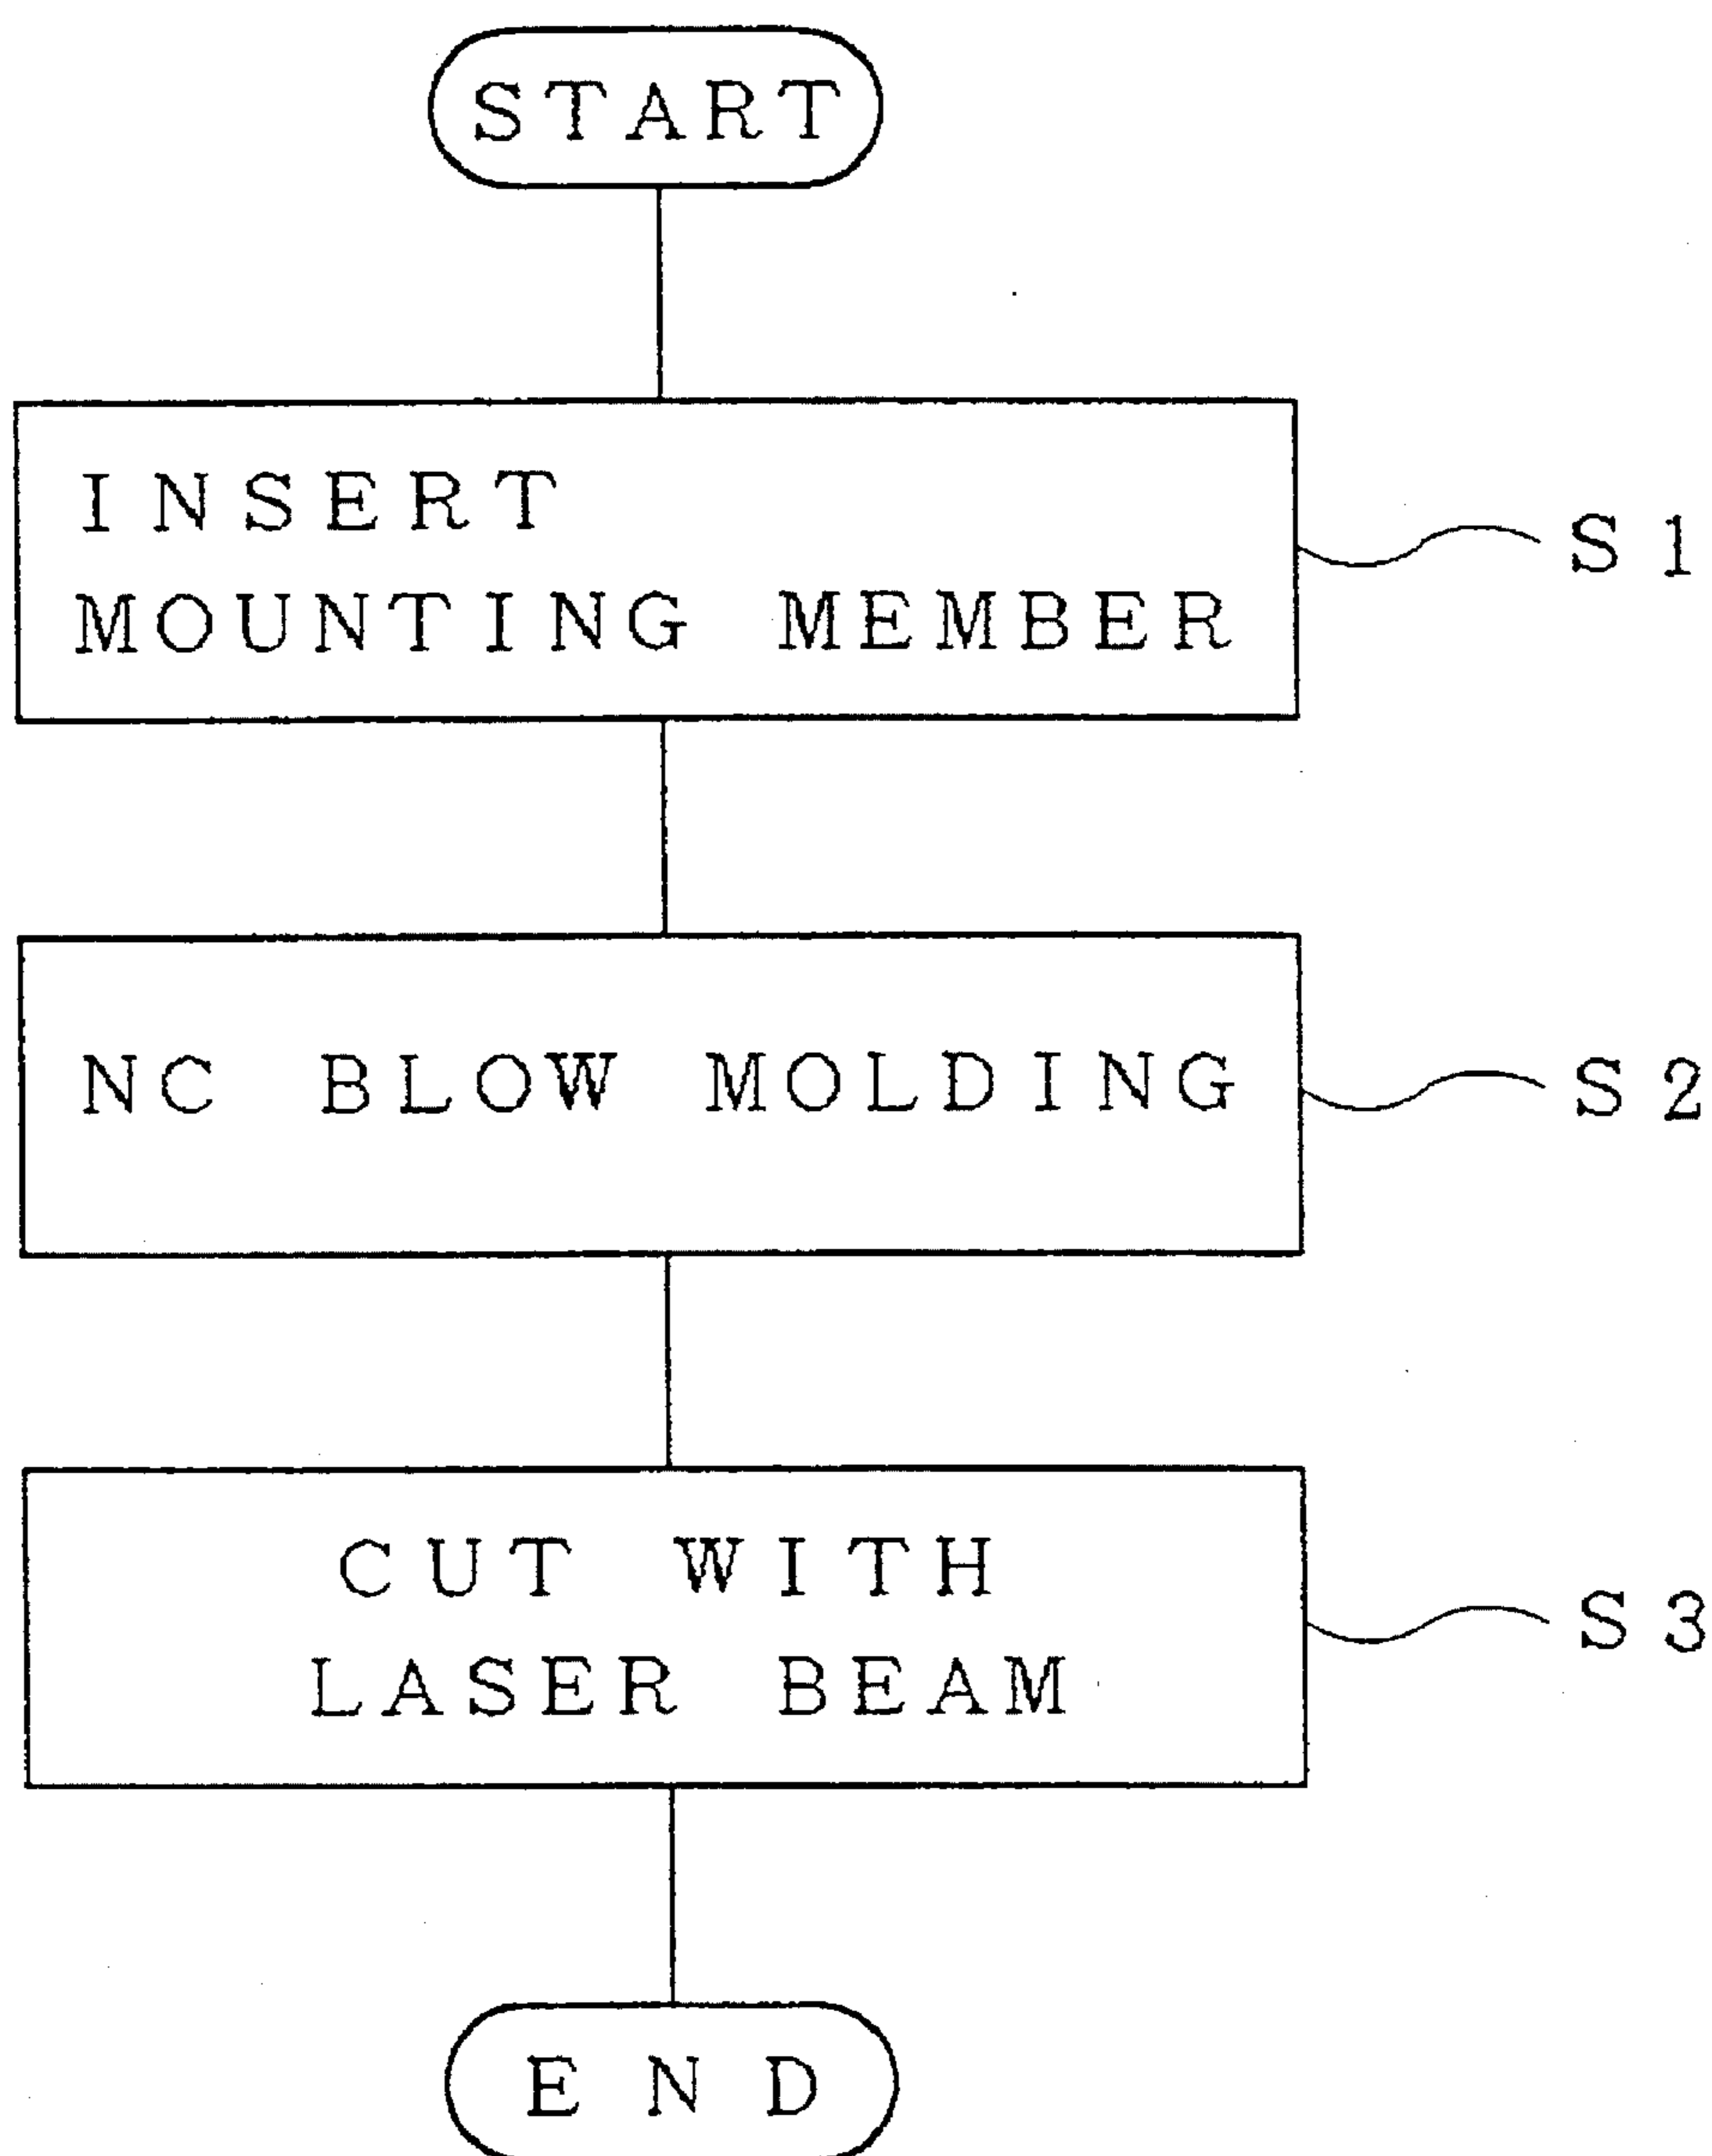 START
INSERT
MOUNTING MEMBER
S1
NC BLOW MOLDING
S2
CUT WITH
LASER BEAM
S3
END